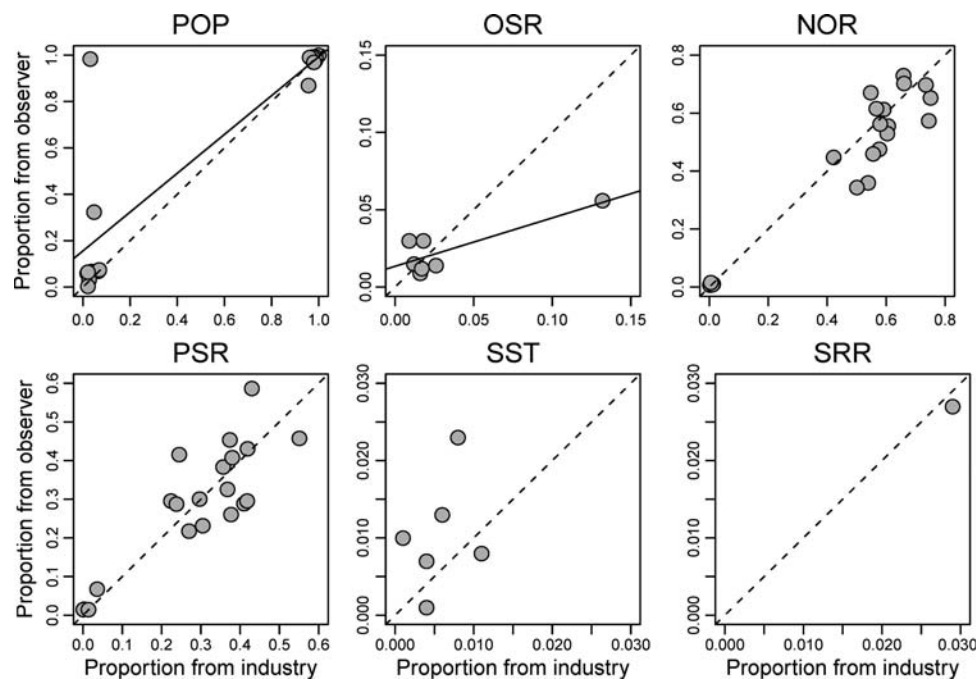 POP
OSR
NOR
Proportion from observer
1.0
0.8
0.6
0.4
0.2
0.0
0.0 0.2 0.4 0.6 0.8 1.0
0.15
0.10
0.05
0.00
0.00 0.05 0.10 0.15
0.8
0.6
0.4
0.2
0.0
0.0 0.2 0.4 0.6 0.8
PSR
SST
SRR
Proportion from observer
0.6
0.5
0.4
0.3
0.2
0.1
0.0
0.0 0.1 0.2 0.3 0.4 0.5 0.6
0.030
0.020
0.010
0.000
0.000 0.010 0.020 0.030
0.030
0.020
0.010
0.000
0.000 0.010 0.020 0.030
Proportion from industry
Proportion from industry
Proportion from industry